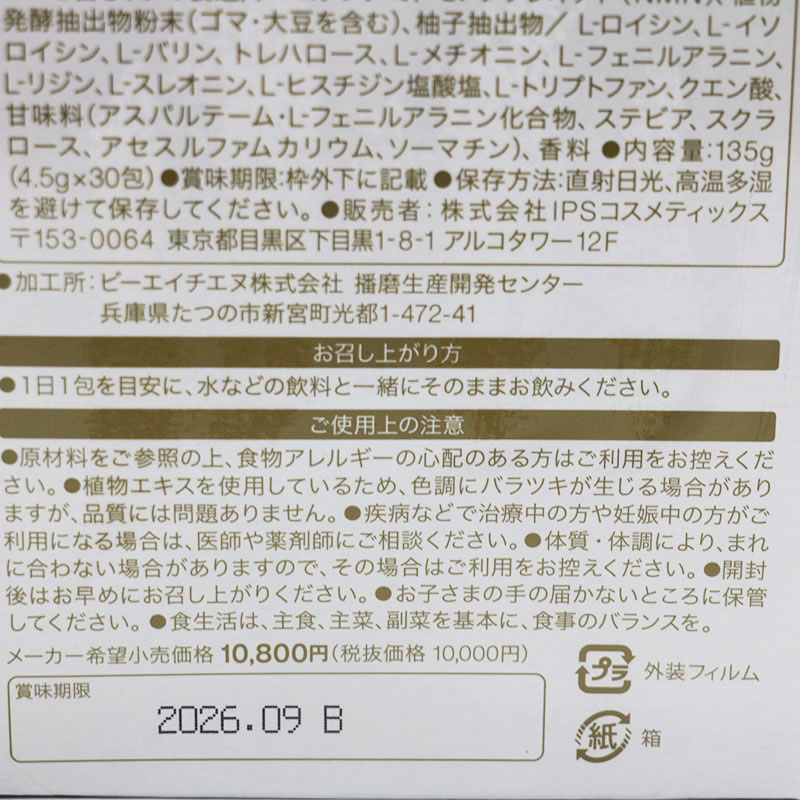 発酵抽出物粉末(ゴマ・大豆を含む)、柚子抽出物/L-ロイシン、L-イソ
ロイシン、L-バリン、トレハロース、L-メチオニン、L-フェニルアラニン、
L-リジン、L-スレオニン、L-ヒスチジン塩酸塩、L-トリプトファン、クエン酸、
甘味料(アスパルテーム・L-フェニルアラニン化合物、ステビア、スクラ
ロース、アセスルファムカリウム、ソーマチン)、香料 ●内容量:135g
(4.5g×30包)●賞味期限:枠外下に記載 ●保存方法:直射日光、高温多湿
を避けて保存してください。●販売者:株式会社IPSコスメティックス
〒153-0064 東京都目黒区下目黒1-8-1 アルコタワー12F
●加工所:ビーエイチエヌ株式会社 播磨生産開発センター
兵庫県たつの市新宮町光都1-472-41
お召し上がり方
●1日1包を目安に、水などの飲料と一緒にそのままお飲みください。
ご使用上の注意
●原材料をご参照の上、食物アレルギーの心配のある方はご利用をお控えくだ
さい。●植物エキスを使用しているため、色調にバラツキが生じる場合があり
ますが、品質には問題ありません。●疾病などで治療中の方や妊娠中の方がご
利用になる場合は、医師や薬剤師にご相談ください。●体質・体調により、まれ
に合わない場合がありますので、その場合はご利用をお控えください。●開封
後はお早めにお召し上がりください。●お子さまの手の届かないところに保管
してください。●食生活は、主食、主菜、副菜を基本に、食事のバランスを。
メーカー希望小売価格 10,800円(税抜価格 10,000円)
プラ 外装フィルム
賞味期限
2026.09 B
紙 箱